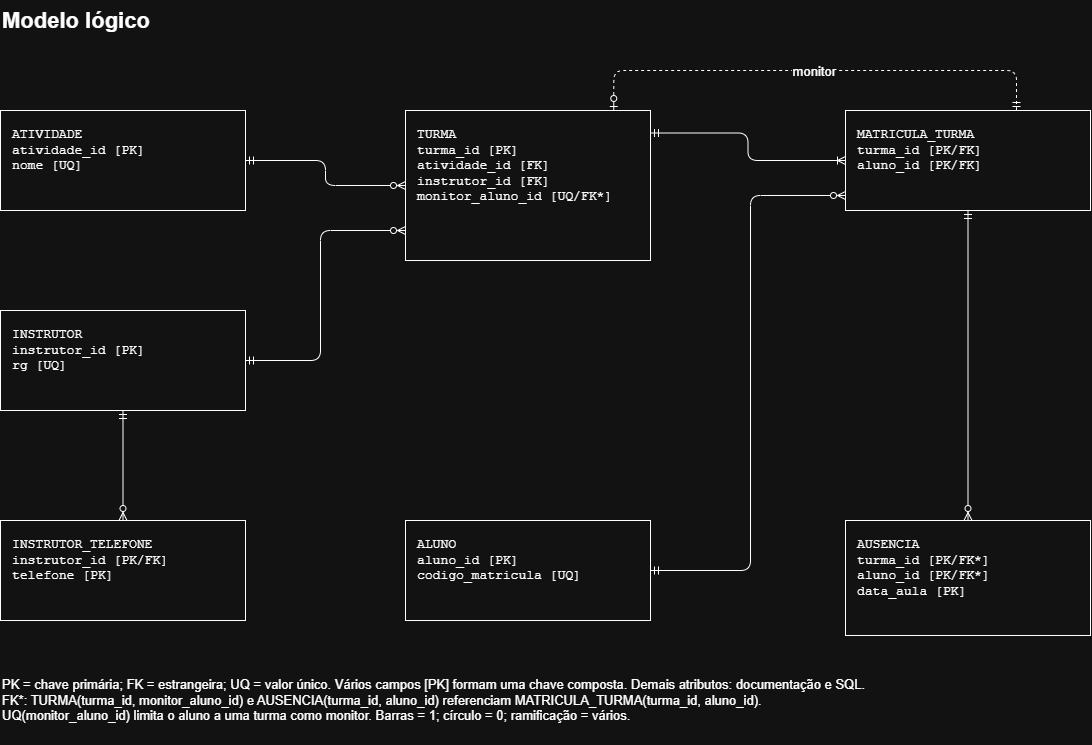 Modelo lógico
monitor
ATIVIDADE
atividade_id [PK]
nome [UQ]
TURMA
turma_id [PK]
atividade_id [FK]
instrutor_id [FK]
monitor_aluno_id [UQ/FK*]
MATRICULA_TURMA
turma_id [PK/FK]
aluno_id [PK/FK]
INSTRUTOR
instrutor_id [PK]
rg [UQ]
INSTRUTOR_TELEFONE
instrutor_id [PK/FK]
telefone [PK]
ALUNO
aluno_id [PK]
codigo_matricula [UQ]
AUSENCIA
turma_id [PK/FK*]
aluno_id [PK/FK*]
data_aula [PK]
PK = chave primária; FK = estrangeira; UQ = valor único. Vários campos [PK] formam uma chave composta. Demais atributos: documentação e SQL.
FK*: TURMA(turma_id, monitor_aluno_id) e AUSENCIA(turma_id, aluno_id) referenciam MATRICULA_TURMA(turma_id, aluno_id).
UQ(monitor_aluno_id) limita o aluno a uma turma como monitor. Barras = 1; círculo = 0; ramificação = vários.